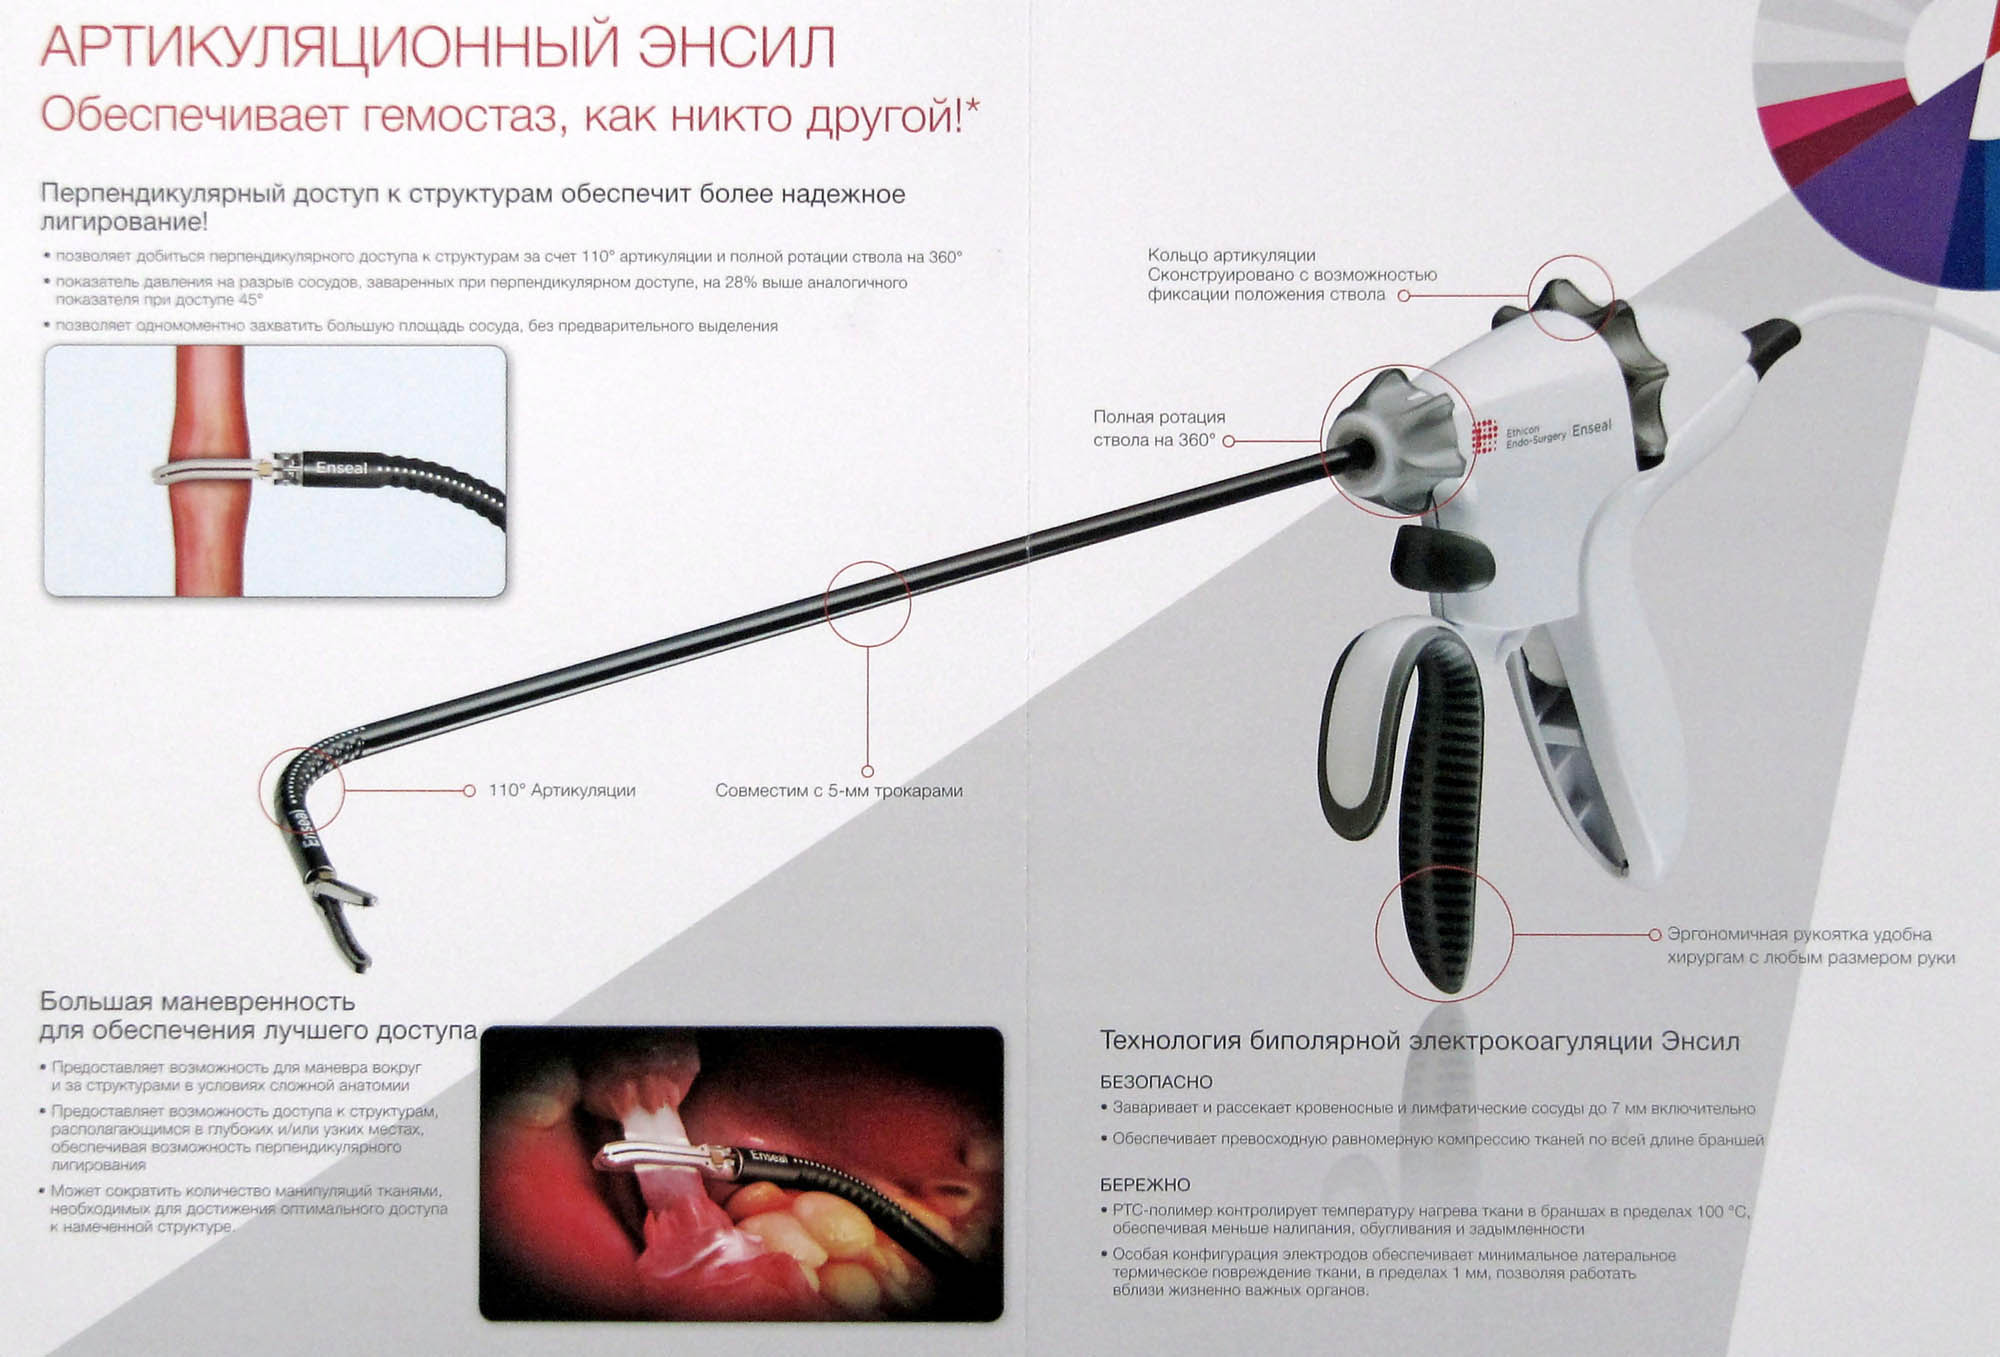 АРТИКУЛЯЦИОННЫЙ ЭНСИЛ
Обеспечивает гемостаз, как никто другой!*
Перпендикулярный доступ к структурам обеспечит более надежное
лигирование!
• позволяет добиться перпендикулярного доступа к структурам за счет 110° артикуляции и полной ротации ствола на 360°
• показатель давления на разрыв сосудов, заваренных при перпендикулярном доступе, на 28% выше аналогичного
показателя при доступе 45°
• позволяет одномоментно захватить большую площадь сосуда, без предварительного выделения
Enseal
Кольцо артикуляции
Сконструировано с возможностью
фиксации положения ствола
Полная ротация
ствола на 360°
Ethicon
Endo-Surgery
Enseal
110° Артикуляции
Совместим с 5-мм трокарами
Enseal
Эргономичная рукоятка удобна
хирургам с любым размером руки
Большая маневренность
для обеспечения лучшего доступа
• Предоставляет возможность для маневра вокруг
и за структурами в условиях сложной анатомии
• Предоставляет возможность доступа к структурам,
располагающимся в глубоких и/или узких местах,
обеспечивая возможность перпендикулярного
лигирования
• Может сократить количество манипуляций тканями,
необходимых для достижения оптимального доступа
к намеченной структуре.
Enseal
Технология биполярной электрокоагуляции Энсил
БЕЗОПАСНО
• Заваривает и рассекает кровеносные и лимфатические сосуды до 7 мм включительно
• Обеспечивает превосходную равномерную компрессию тканей по всей длине браншей
БЕРЕЖНО
• РТС-полимер контролирует температуру нагрева ткани в браншах в пределах 100 °C,
обеспечивая меньше налипания, обугливания и задымленности
• Особая конфигурация электродов обеспечивает минимальное латеральное
термическое повреждение ткани, в пределах 1 мм, позволяя работать
вблизи жизненно важных органов.